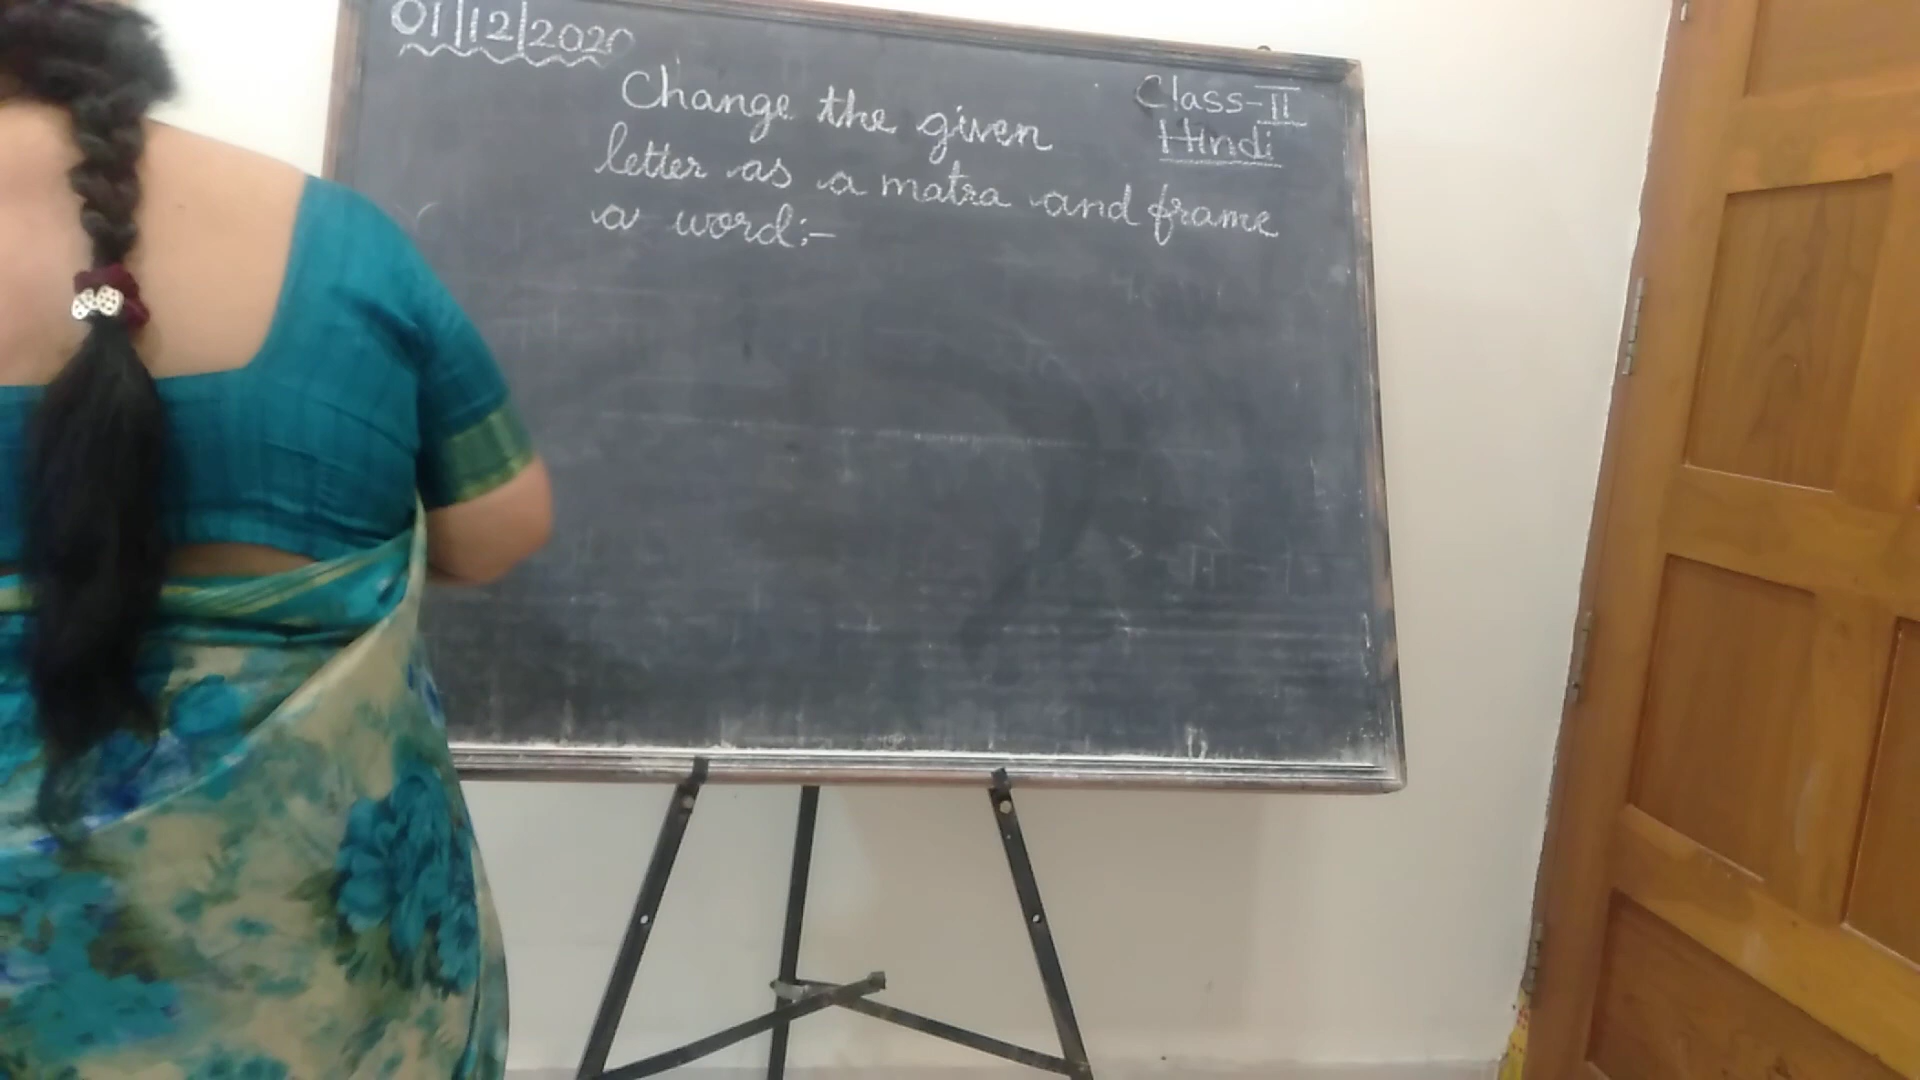 01/12/2020
Class-II
Hindi
Change the given
letter as a matra and frame
a word:-